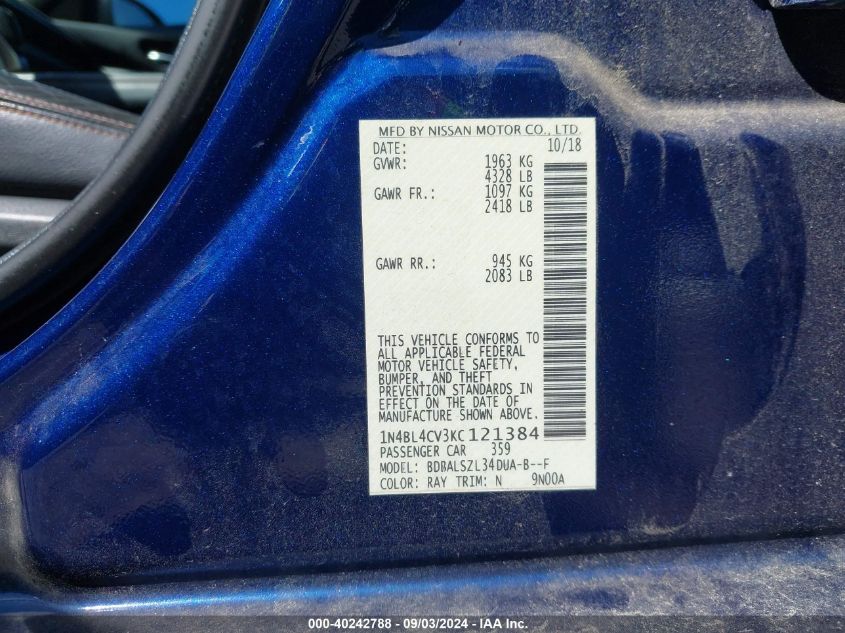 MFD BY NISSAN MOTOR CO., LTD
DATE: 10/18
GVWR: 1963 KG
4328 LB
GAWR FR.: 1097 KG
2418 LB
GAWR RR.: 945 KG
2083 LB
THIS VEHICLE CONFORMS TO
ALL APPLICABLE FEDERAL
MOTOR VEHICLE SAFETY,
BUMPER, AND THEFT
PREVENTION STANDARDS IN
EFFECT ON THE DATE OF
MANUFACTURE SHOWN ABOVE.
1N4BL4CV3KC121384
PASSENGER CAR 359
MODEL: BDBALSZL34DUA-B--F
COLOR: RAY TRIM: N 9N00A
000-40242788 - 09/03/2024 - IAAI.com